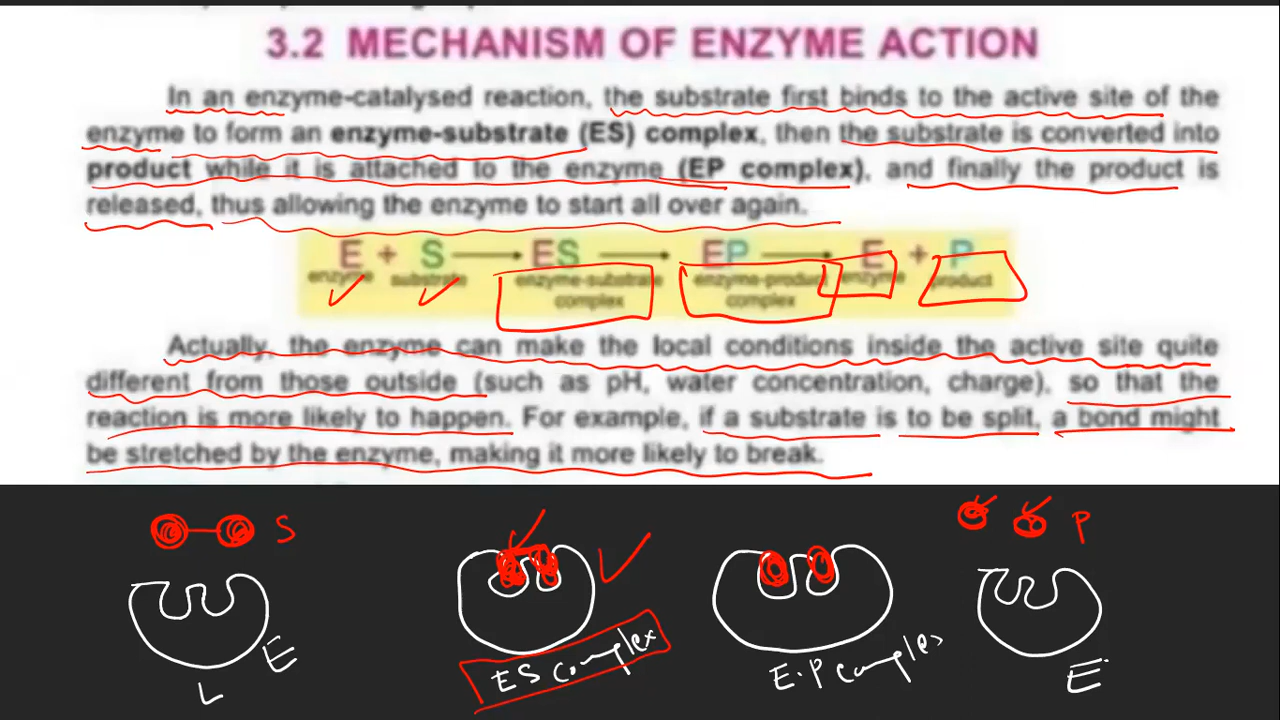 3.2 MECHANISM OF ENZYME ACTION
In an enzyme-catalysed reaction, the substrate first binds to the active site of the
enzyme to form an enzyme-substrate (ES) complex, then the substrate is converted into
product while it is attached to the enzyme (EP complex), and finally the product is
released, thus allowing the enzyme to start all over again.
E + S → ES → EP → E + P
enzyme substrate enzyme-substrate enzyme-product enzyme product
complex complex
Actually, the enzyme can make the local conditions inside the active site quite
different from those outside (such as pH, water concentration, charge), so that the
reaction is more likely to happen. For example, if a substrate is to be split, a bond might
be stretched by the enzyme, making it more likely to break.
S P
E ES complex E.P complex E